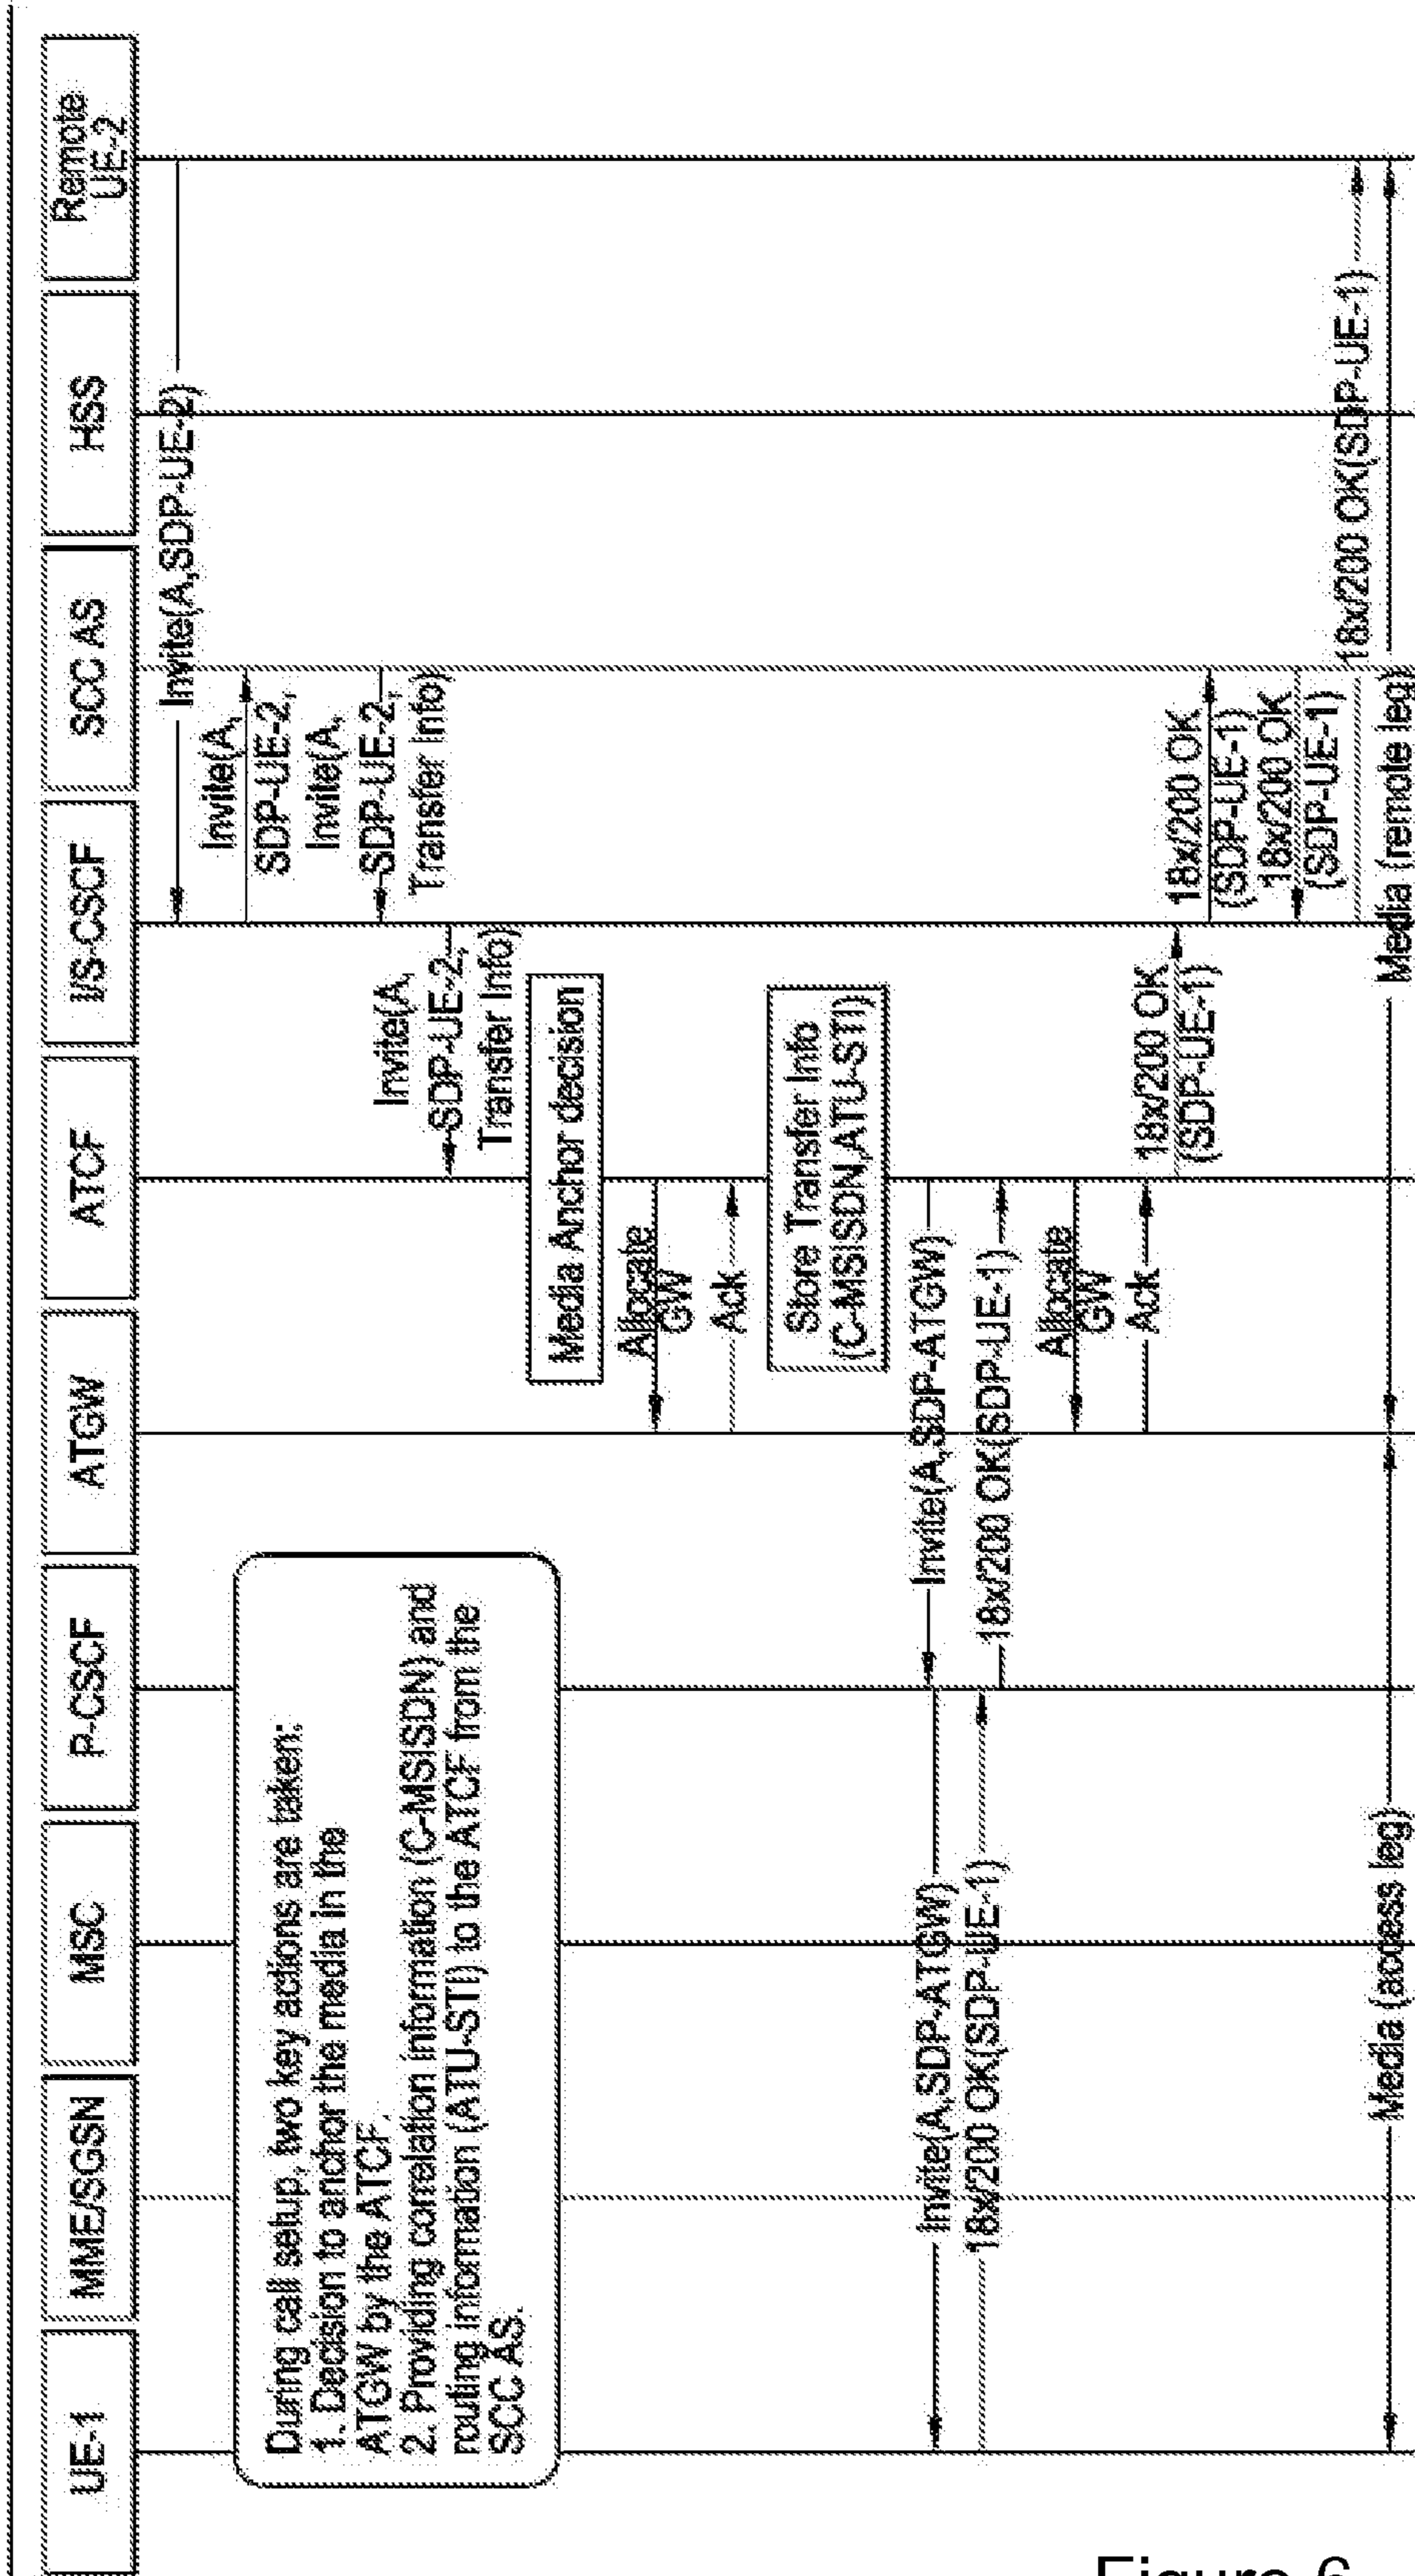 UE-1
MME/SGSN
MSC
P-CSCF
ATGW
ATCF
I/S-CSCF
SCC AS
HSS
Remote
UE-2
Invite(A,SDP-UE-2)
Invite(A,
SDP-UE-2,
Invite(A,
SDP-UE-2,
Transfer Info)
Invite(A,
SDP-UE-2,
Transfer Info)
During call setup, two key actions are taken:
1. Decision to anchor the media in the
ATGW by the ATCF.
2. Providing correlation information (C-MSISDN) and
routing information (ATU-STI) to the ATCF from the
SCC AS.
Media Anchor decision
Allocate
GW
Ack
Store Transfer Info
(C-MSISDN,ATU-STI)
Invite(A,SDP-ATGW)
Invite(A,SDP-ATGW)
18x/200 OK(SDP-UE-1)
18x/200 OK(SDP-UE-1)
Allocate
GW
Ack
18x/200 OK
(SDP-UE-1)
18x/200 OK
(SDP-UE-1)
18x/200 OK
(SDP-UE-1)
18x/200 OK(SDP-UE-1)
Media (access leg)
Media (remote leg)
Figure 6